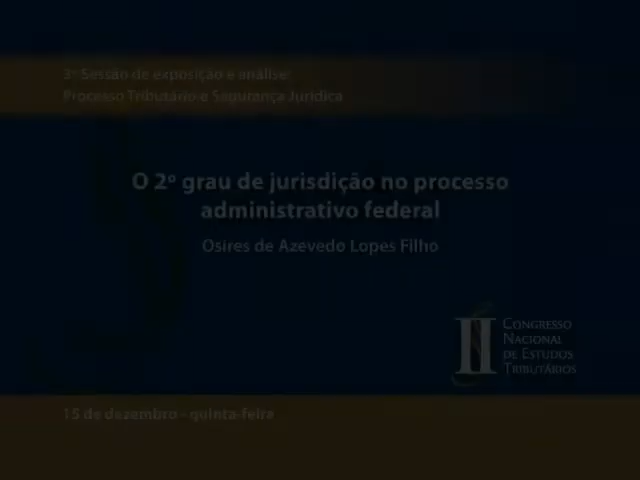 3ª Sessão de exposição e análise:
Processo Tributário e Segurança Jurídica
O 2º grau de jurisdição no processo
administrativo federal
Osires de Azevedo Lopes Filho
II
CONGRESSO
NACIONAL
DE ESTUDOS
TRIBUTÁRIOS
15 de dezembro - quinta-feira